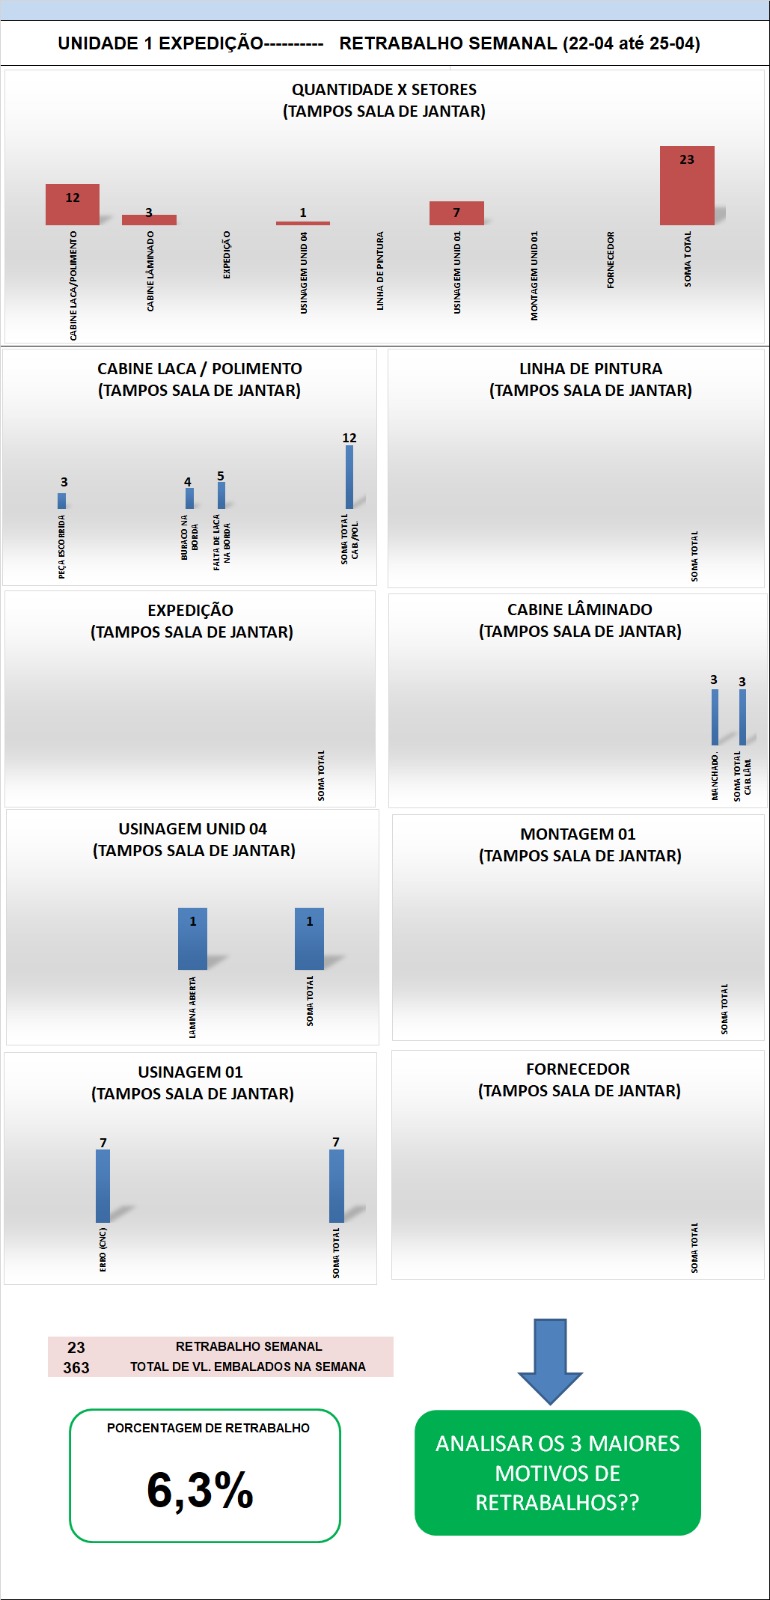 UNIDADE 1 EXPEDIÇÃO---------- RETRABALHO SEMANAL (22-04 até 25-04)
QUANTIDADE X SETORES
(TAMPOS SALA DE JANTAR)
12
3
1
7
23
CABINE LACA/POLIMENTO
CABINE LÂMINADO
EXPEDIÇÃO
USINAGEM UNID 04
LINHA DE PINTURA
USINAGEM UNID 01
MONTAGEM UNID 01
FORNECEDOR
SOMA TOTAL
CABINE LACA / POLIMENTO
(TAMPOS SALA DE JANTAR)
3
4
5
12
PEÇA ESCORRIDA
BURACO NA
BORDA
FALTA DE LACA
NA BORDA
SOMA TOTAL
CAB./POL.
LINHA DE PINTURA
(TAMPOS SALA DE JANTAR)
SOMA TOTAL
EXPEDIÇÃO
(TAMPOS SALA DE JANTAR)
SOMA TOTAL
CABINE LÂMINADO
(TAMPOS SALA DE JANTAR)
3
3
MANCHADO.
SOMA TOTAL
CAB LÂM.
USINAGEM UNID 04
(TAMPOS SALA DE JANTAR)
1
1
LAMINA ABERTA
SOMA TOTAL
MONTAGEM 01
(TAMPOS SALA DE JANTAR)
SOMA TOTAL
USINAGEM 01
(TAMPOS SALA DE JANTAR)
7
7
ERRO (CNC)
SOMA TOTAL
FORNECEDOR
(TAMPOS SALA DE JANTAR)
SOMA TOTAL
23 RETRABALHO SEMANAL
363 TOTAL DE VL. EMBALADOS NA SEMANA
PORCENTAGEM DE RETRABALHO
6,3%
ANALISAR OS 3 MAIORES
MOTIVOS DE
RETRABALHOS??